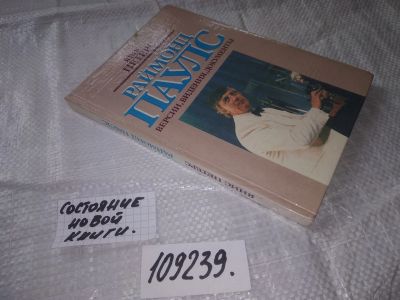 РАЙМОНД
ПАУЛС
ВЕРСИИ, ВИДЕНИЯ, ДОКУМЕНТЫ
СОСТОЯНИЕ
НОВОЙ
КНИГИ.
109239.